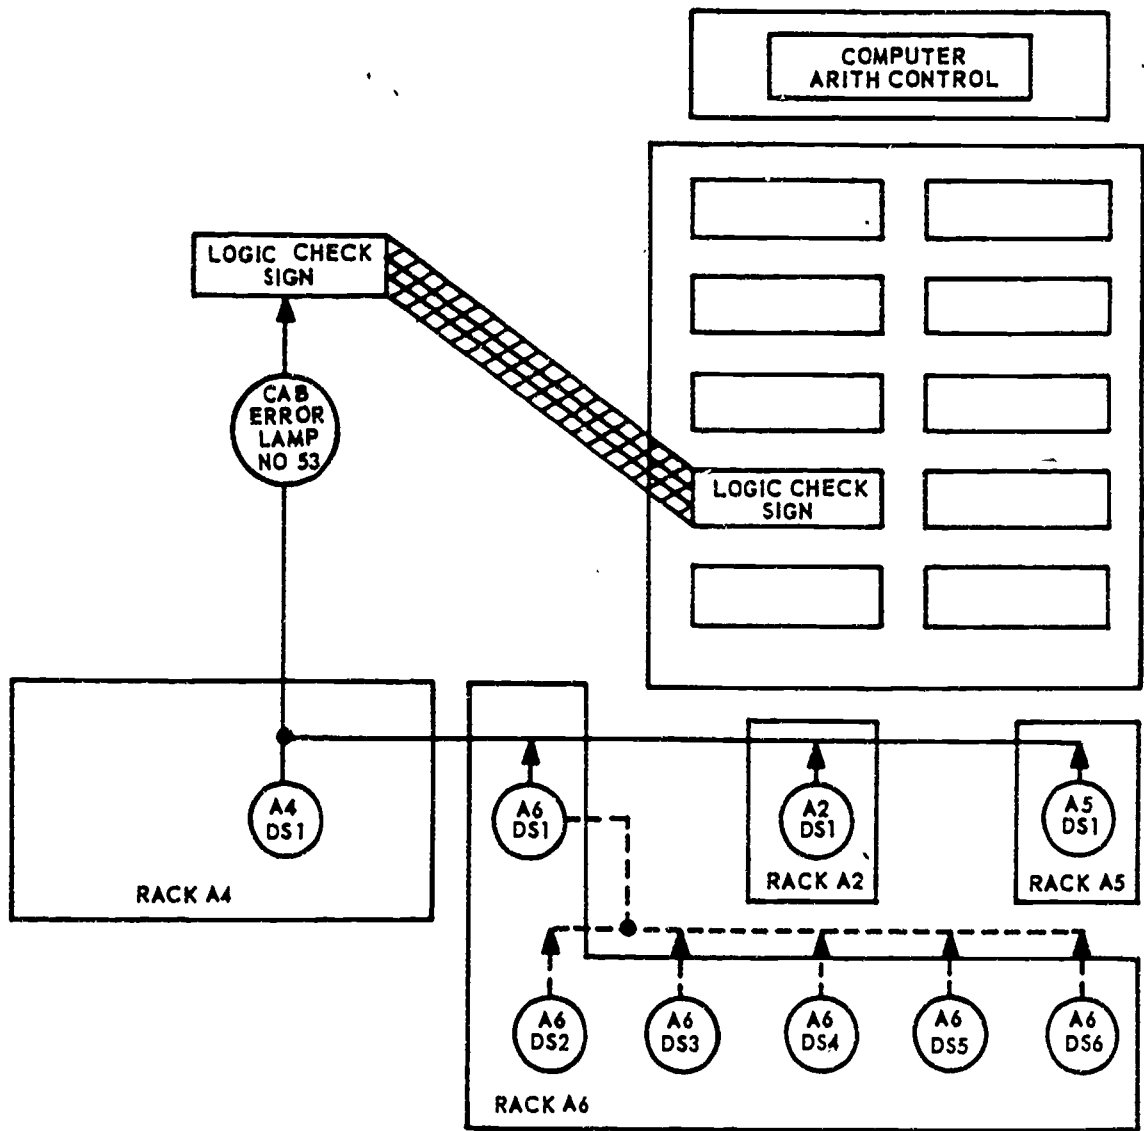 COMPUTER
ARITH CONTROL
LOGIC CHECK
SIGN
CAB
ERROR
LAMP
NO 53
LOGIC CHECK
SIGN
A4
DS1
RACK A4
A6
DS1
A2
DS1
RACK A2
A5
DS1
RACK A5
A6
DS2
A6
DS3
A6
DS4
A6
DS5
A6
DS6
RACK A6